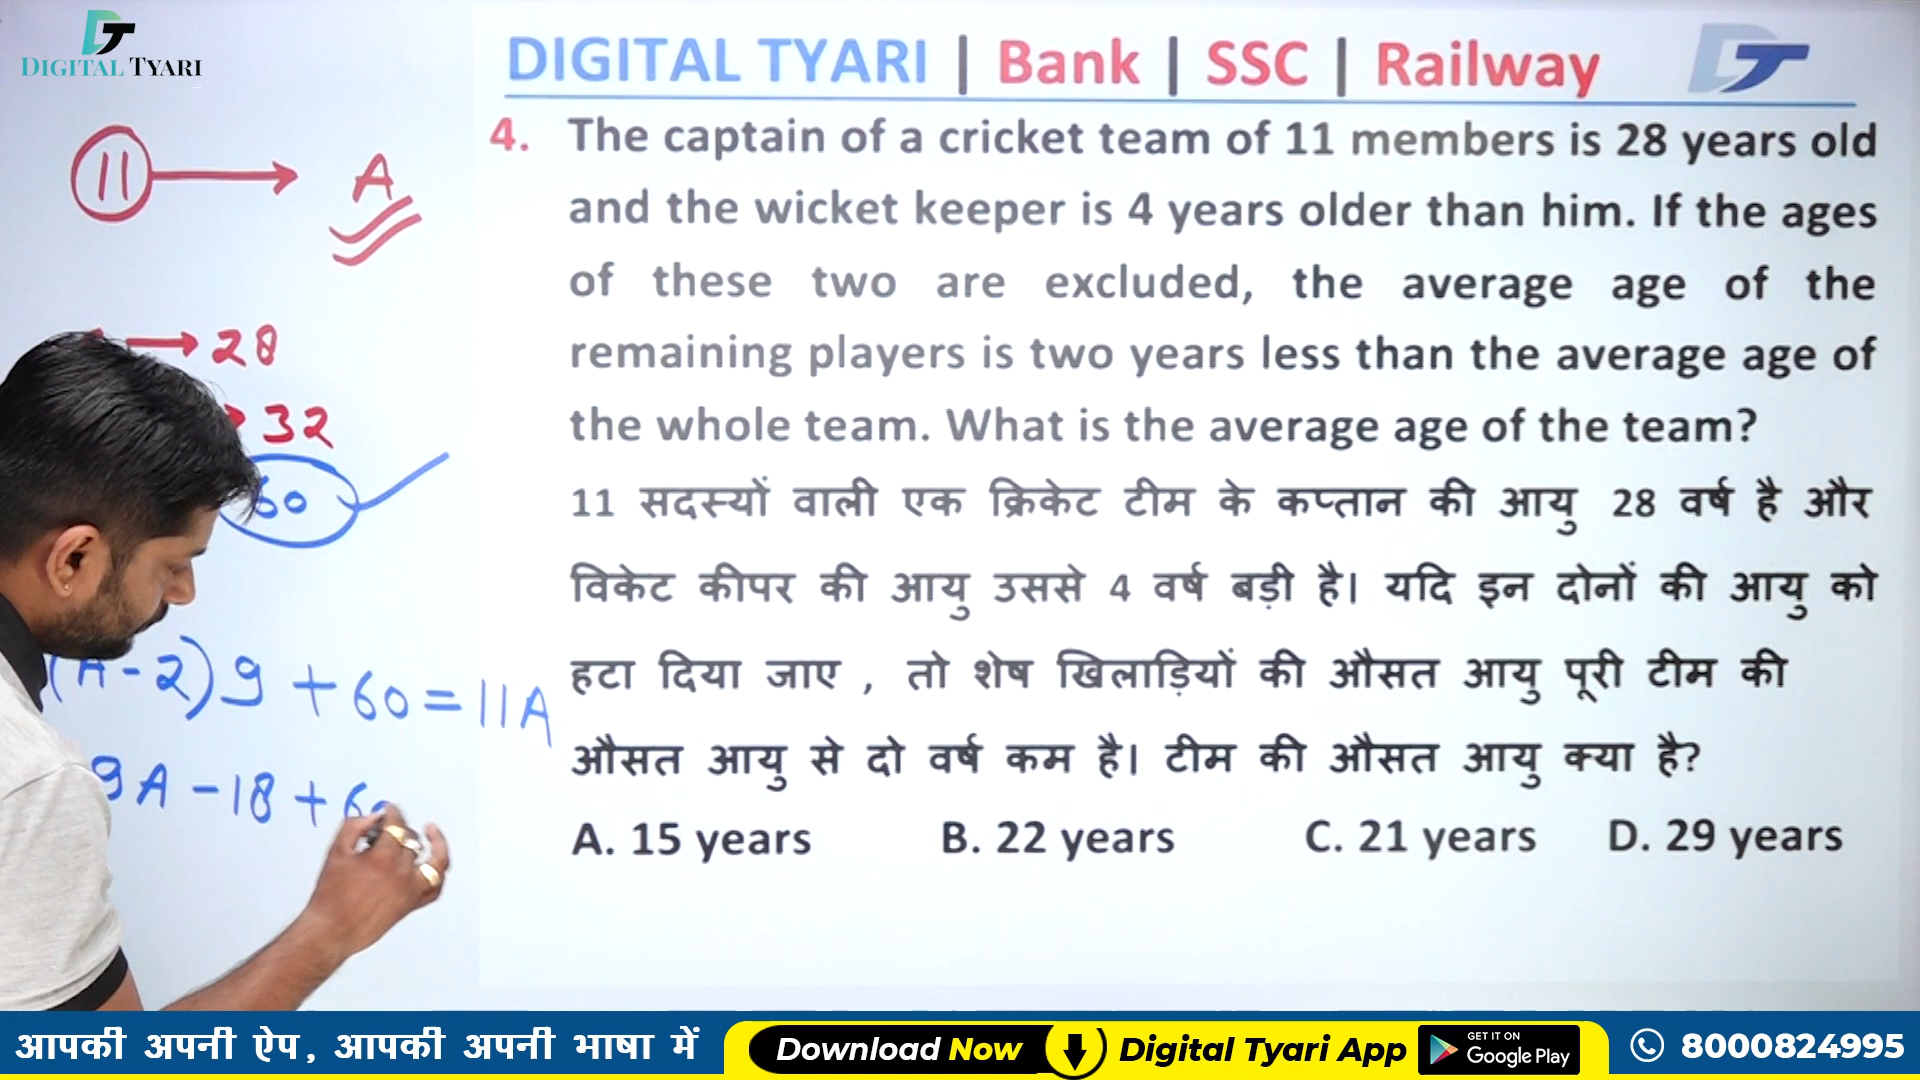 DT
DIGITAL TYARI
DIGITAL TYARI | Bank | SSC | Railway
DT
11 → A
→ 28
→ 32
60
(A-2)9 + 60 = 11A
9A - 18 + 60
4. The captain of a cricket team of 11 members is 28 years old
and the wicket keeper is 4 years older than him. If the ages
of these two are excluded, the average age of the
remaining players is two years less than the average age of
the whole team. What is the average age of the team?
11 सदस्यों वाली एक क्रिकेट टीम के कप्तान की आयु 28 वर्ष है और
विकेट कीपर की आयु उससे 4 वर्ष बड़ी है। यदि इन दोनों की आयु को
हटा दिया जाए , तो शेष खिलाड़ियों की औसत आयु पूरी टीम की
औसत आयु से दो वर्ष कम है। टीम की औसत आयु क्या है?
A. 15 years B. 22 years C. 21 years D. 29 years
आपकी अपनी ऐप, आपकी अपनी भाषा में
Download Now
Digital Tyari App
GET IT ON
Google Play
8000824995